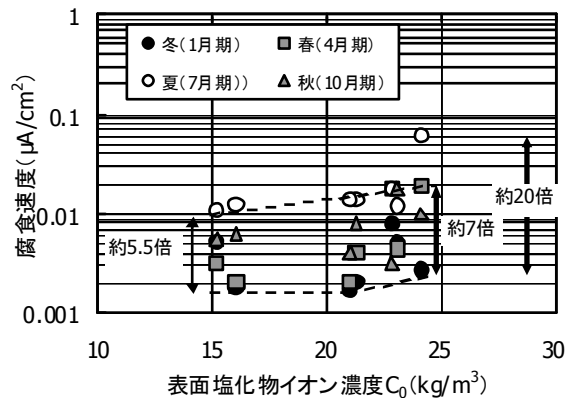 1
0.1
0.01
0.001
腐食速度(μA/cm²)
●冬(1月期)
■春(4月期)
○夏(7月期)
▲秋(10月期)
約20倍
約7倍
約5.5倍
10
15
20
25
30
表面塩化物イオン濃度C₀(kg/m³)